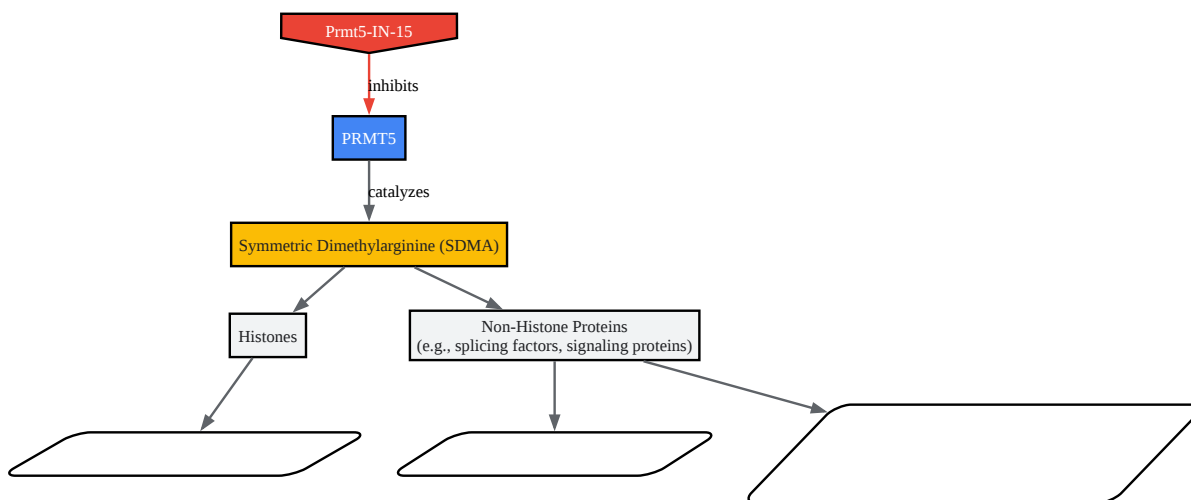 Prmt5-IN-15
inhibits
PRMT5
catalyzes
Symmetric Dimethylarginine (SDMA)
Histones
Non-Histone Proteins
(e.g., splicing factors, signaling proteins)